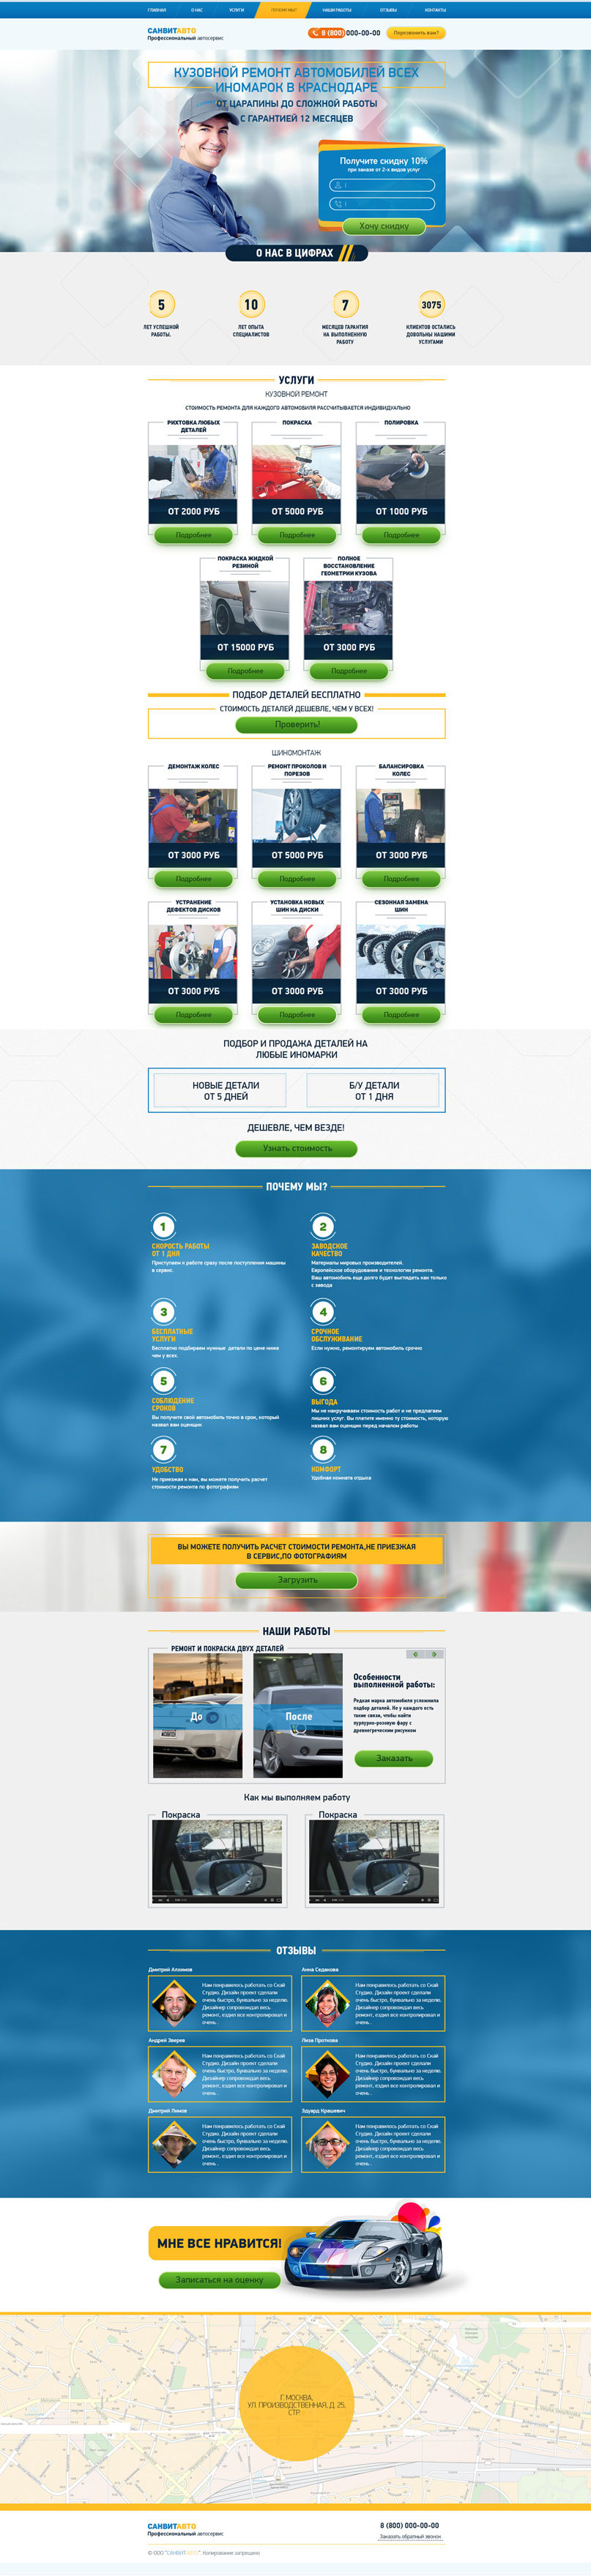 ГЛАВНАЯ О НАС УСЛУГИ ПОЧЕМУ МЫ? НАШИ РАБОТЫ ОТЗЫВЫ КОНТАКТЫ
САНВИТАВТО
Профессиональный автосервис
8 (800) 000-00-00
Перезвонить вам?
КУЗОВНОЙ РЕМОНТ АВТОМОБИЛЕЙ ВСЕХ
ИНОМАРОК В КРАСНОДАРЕ
ОТ ЦАРАПИНЫ ДО СЛОЖНОЙ РАБОТЫ
С ГАРАНТИЕЙ 12 МЕСЯЦЕВ
Получите скидку 10%
при заказе от 2-х видов услуг
Хочу скидку
О НАС В ЦИФРАХ
5
ЛЕТ УСПЕШНОЙ
РАБОТЫ.
10
ЛЕТ ОПЫТА
СПЕЦИАЛИСТОВ
7
МЕСЯЦЕВ ГАРАНТИЯ
НА ВЫПОЛНЕННУЮ
РАБОТУ
3075
КЛИЕНТОВ ОСТАЛИСЬ
ДОВОЛЬНЫ НАШИМИ
УСЛУГАМИ
УСЛУГИ
КУЗОВНОЙ РЕМОНТ
СТОИМОСТЬ РЕМОНТА ДЛЯ КАЖДОГО АВТОМОБИЛЯ РАССЧИТЫВАЕТСЯ ИНДИВИДУАЛЬНО
РИХТОВКА ЛЮБЫХ
ДЕТАЛЕЙ
ОТ 2000 РУБ
Подробнее
ПОКРАСКА
ОТ 5000 РУБ
Подробнее
ПОЛИРОВКА
ОТ 1000 РУБ
Подробнее
ПОКРАСКА ЖИДКОЙ
РЕЗИНОЙ
ОТ 15000 РУБ
Подробнее
ПОЛНОЕ
ВОССТАНОВЛЕНИЕ
ГЕОМЕТРИИ КУЗОВА
ОТ 3000 РУБ
Подробнее
ПОДБОР ДЕТАЛЕЙ БЕСПЛАТНО
СТОИМОСТЬ ДЕТАЛЕЙ ДЕШЕВЛЕ, ЧЕМ У ВСЕХ!
Проверить!
ШИНОМОНТАЖ
ДЕМОНТАЖ КОЛЕС
ОТ 3000 РУБ
Подробнее
РЕМОНТ ПРОКОЛОВ И
ПОРЕЗОВ
ОТ 5000 РУБ
Подробнее
БАЛАНСИРОВКА
КОЛЕС
ОТ 3000 РУБ
Подробнее
УСТРАНЕНИЕ
ДЕФЕКТОВ ДИСКОВ
ОТ 3000 РУБ
Подробнее
УСТАНОВКА НОВЫХ
ШИН НА ДИСКИ
ОТ 3000 РУБ
Подробнее
СЕЗОННАЯ ЗАМЕНА
ШИН
ОТ 3000 РУБ
Подробнее
ПОДБОР И ПРОДАЖА ДЕТАЛЕЙ НА
ЛЮБЫЕ ИНОМАРКИ
НОВЫЕ ДЕТАЛИ
ОТ 5 ДНЕЙ
Б/У ДЕТАЛИ
ОТ 1 ДНЯ
ДЕШЕВЛЕ, ЧЕМ ВЕЗДЕ!
Узнать стоимость
ПОЧЕМУ МЫ?
1
СКОРОСТЬ РАБОТЫ
ОТ 1 ДНЯ
Приступаем к работе сразу после поступления машины
в сервис.
2
ЗАВОДСКОЕ
КАЧЕСТВО
Материалы мировых производителей.
Европейское оборудование и технологии ремонта.
Ваш автомобиль еще долго будет выглядеть как только
с завода
3
БЕСПЛАТНЫЕ
УСЛУГИ
Бесплатно подбираем нужные детали по цене ниже
чем у всех.
4
СРОЧНОЕ
ОБСЛУЖИВАНИЕ
Если нужно, ремонтируем автомобиль срочно
5
СОБЛЮДЕНИЕ
СРОКОВ
Вы получите свой автомобиль точно в срок, который
назвал вам оценщик
6
ВЫГОДА
Мы не накручиваем стоимость работ и не предлагаем
лишних услуг. Вы платите именно ту стоимость, которую
назвал вам оценщик перед началом работы
7
УДОБСТВО
Не приезжая к нам, вы можете получить расчет
стоимости ремонта по фотографиям
8
КОМФОРТ
Удобная комната отдыха
ВЫ МОЖЕТЕ ПОЛУЧИТЬ РАСЧЕТ СТОИМОСТИ РЕМОНТА,НЕ ПРИЕЗЖАЯ
В СЕРВИС,ПО ФОТОГРАФИЯМ
Загрузить
НАШИ РАБОТЫ
РЕМОНТ И ПОКРАСКА ДВУХ ДЕТАЛЕЙ
До
После
Особенности
выполненной работы:
Редкая марка автомобиля усложнила
подбор деталей. Не у каждого есть
такие связи, чтобы найти
пурпурно-розовую фару с
древнегреческим рисунком
Заказать
Как мы выполняем работу
Покраска
Покраска
ОТЗЫВЫ
Дмитрий Алхимов
Нам понравилось работать со Скай
Студио. Дизайн проект сделали
очень быстро, буквально за неделю.
Дизайнер сопровождал весь
ремонт, ездил все контролировал и
очень .
Анна Седакова
Нам понравилось работать со Скай
Студио. Дизайн проект сделали
очень быстро, буквально за неделю.
Дизайнер сопровождал весь
ремонт, ездил все контролировал и
очень .
Андрей Зверев
Нам понравилось работать со Скай
Студио. Дизайн проект сделали
очень быстро, буквально за неделю.
Дизайнер сопровождал весь
ремонт, ездил все контролировал и
очень .
Лиза Проткова
Нам понравилось работать со Скай
Студио. Дизайн проект сделали
очень быстро, буквально за неделю.
Дизайнер сопровождал весь
ремонт, ездил все контролировал и
очень .
Дмитрий Лимов
Нам понравилось работать со Скай
Студио. Дизайн проект сделали
очень быстро, буквально за неделю.
Дизайнер сопровождал весь
ремонт, ездил все контролировал и
очень .
Эдуард Крашевич
Нам понравилось работать со Скай
Студио. Дизайн проект сделали
очень быстро, буквально за неделю.
Дизайнер сопровождал весь
ремонт, ездил все контролировал и
очень .
МНЕ ВСЕ НРАВИТСЯ!
Записаться на оценку
Г. МОСКВА,
УЛ. ПРОИЗВОДСТВЕННАЯ, Д. 25,
СТР.
САНВИТАВТО
Профессиональный автосервис
8 (800) 000-00-00
Заказать обратный звонок
© ООО "САНВИТАВТО" Копирование запрещено